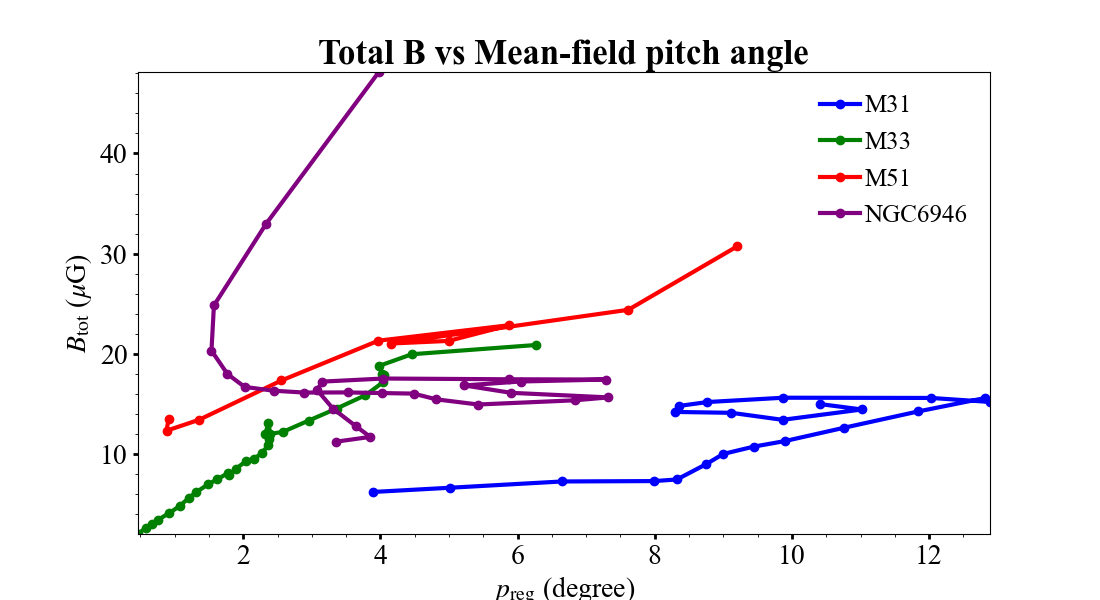 Total B vs Mean-field pitch angle
M31
M33
M51
NGC6946
40
30
20
10
B_tot (μG)
2 4 6 8 10 12
p_reg (degree)